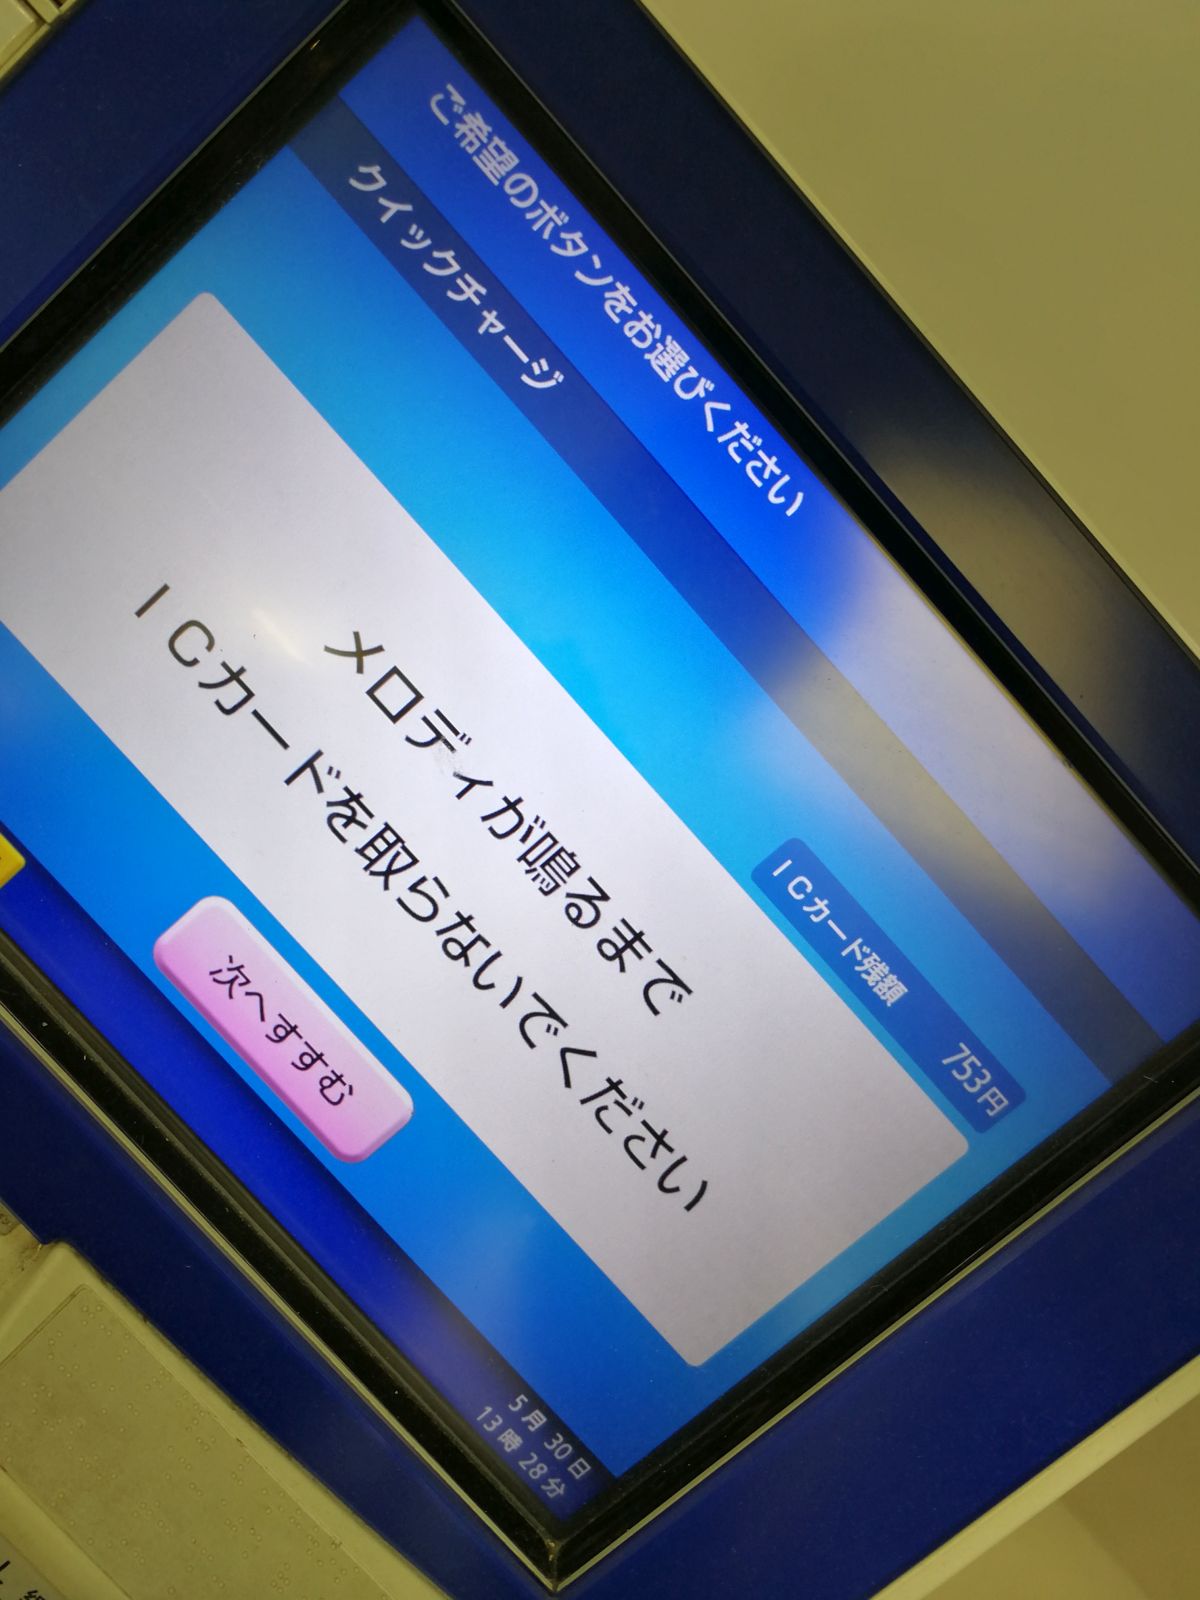 ご希望のボタンをお選びください
クイックチャージ
ＩＣカード残額 753円
メロディが鳴るまで
ＩＣカードを取らないでください
次へすすむ
5月30日
13時28分